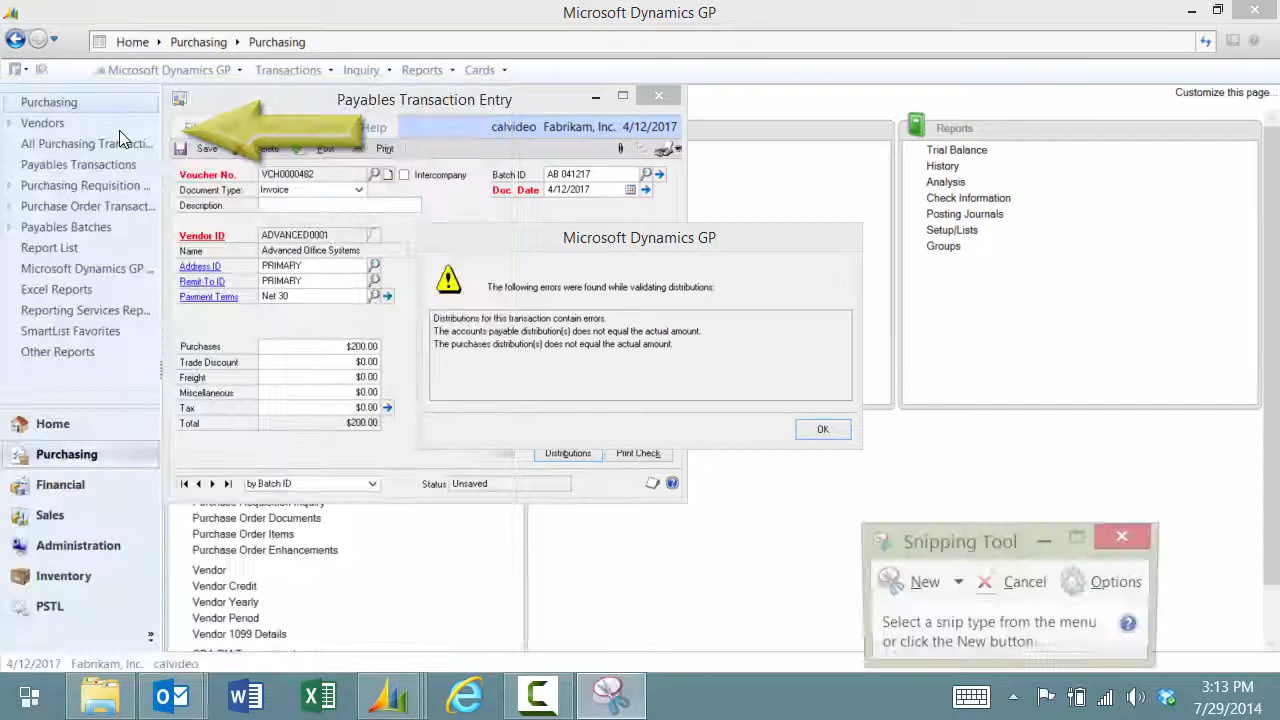 Microsoft Dynamics GP
Home
Purchasing
Purchasing
Microsoft Dynamics GP
Transactions
Inquiry
Reports
Cards
Customize this page...
Purchasing
Vendors
All Purchasing Transacti...
Payables Transactions
Purchasing Requisition ...
Purchase Order Transact...
Payables Batches
Report List
Microsoft Dynamics GP ...
Excel Reports
Reporting Services Rep...
SmartList Favorites
Other Reports
Home
Purchasing
Financial
Sales
Administration
Inventory
PSTL
Payables Transaction Entry
Help
calvideo Fabrikam, Inc. 4/12/2017
Save
Print
Voucher No. VCH0000482
Intercompany
Batch ID AB 041217
Document Type: Invoice
Doc. Date 4/12/2017
Description
Vendor ID ADVANCED0001
Name Advanced Office Systems
Address ID PRIMARY
Remit-To ID PRIMARY
Payment Terms Net 30
Purchases $200.00
Trade Discount $0.00
Freight $0.00
Miscellaneous $0.00
Tax $0.00
Total $200.00
Distributions
Print Check
by Batch ID
Status Unsaved
Microsoft Dynamics GP
The following errors were found while validating distributions:
Distributions for this transaction contain errors.
The accounts payable distribution(s) does not equal the actual amount.
The purchases distribution(s) does not equal the actual amount.
OK
Reports
Trial Balance
History
Analysis
Check Information
Posting Journals
Setup/Lists
Groups
Purchase Requisition Inquiry
Purchase Order Documents
Purchase Order Items
Purchase Order Enhancements
Vendor
Vendor Credit
Vendor Yearly
Vendor Period
Vendor 1099 Details
Snipping Tool
New
Cancel
Options
Select a snip type from the menu
or click the New button.
4/12/2017 Fabrikam, Inc. calvideo
3:13 PM
7/29/2014